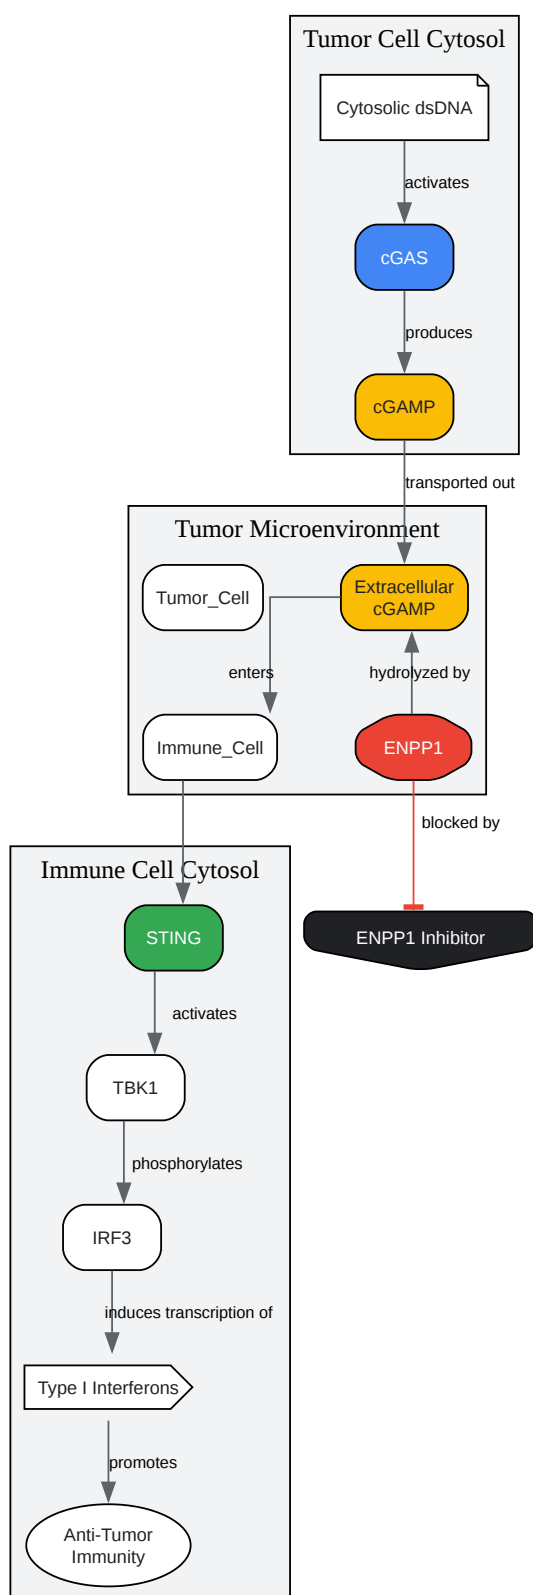 Tumor Cell Cytosol
Cytosolic dsDNA
activates
cGAS
produces
cGAMP
transported out
Tumor Microenvironment
Tumor_Cell
Extracellular
cGAMP
enters
hydrolyzed by
Immune_Cell
ENPP1
blocked by
Immune Cell Cytosol
STING
ENPP1 Inhibitor
activates
TBK1
phosphorylates
IRF3
induces transcription of
Type I Interferons
promotes
Anti-Tumor
Immunity